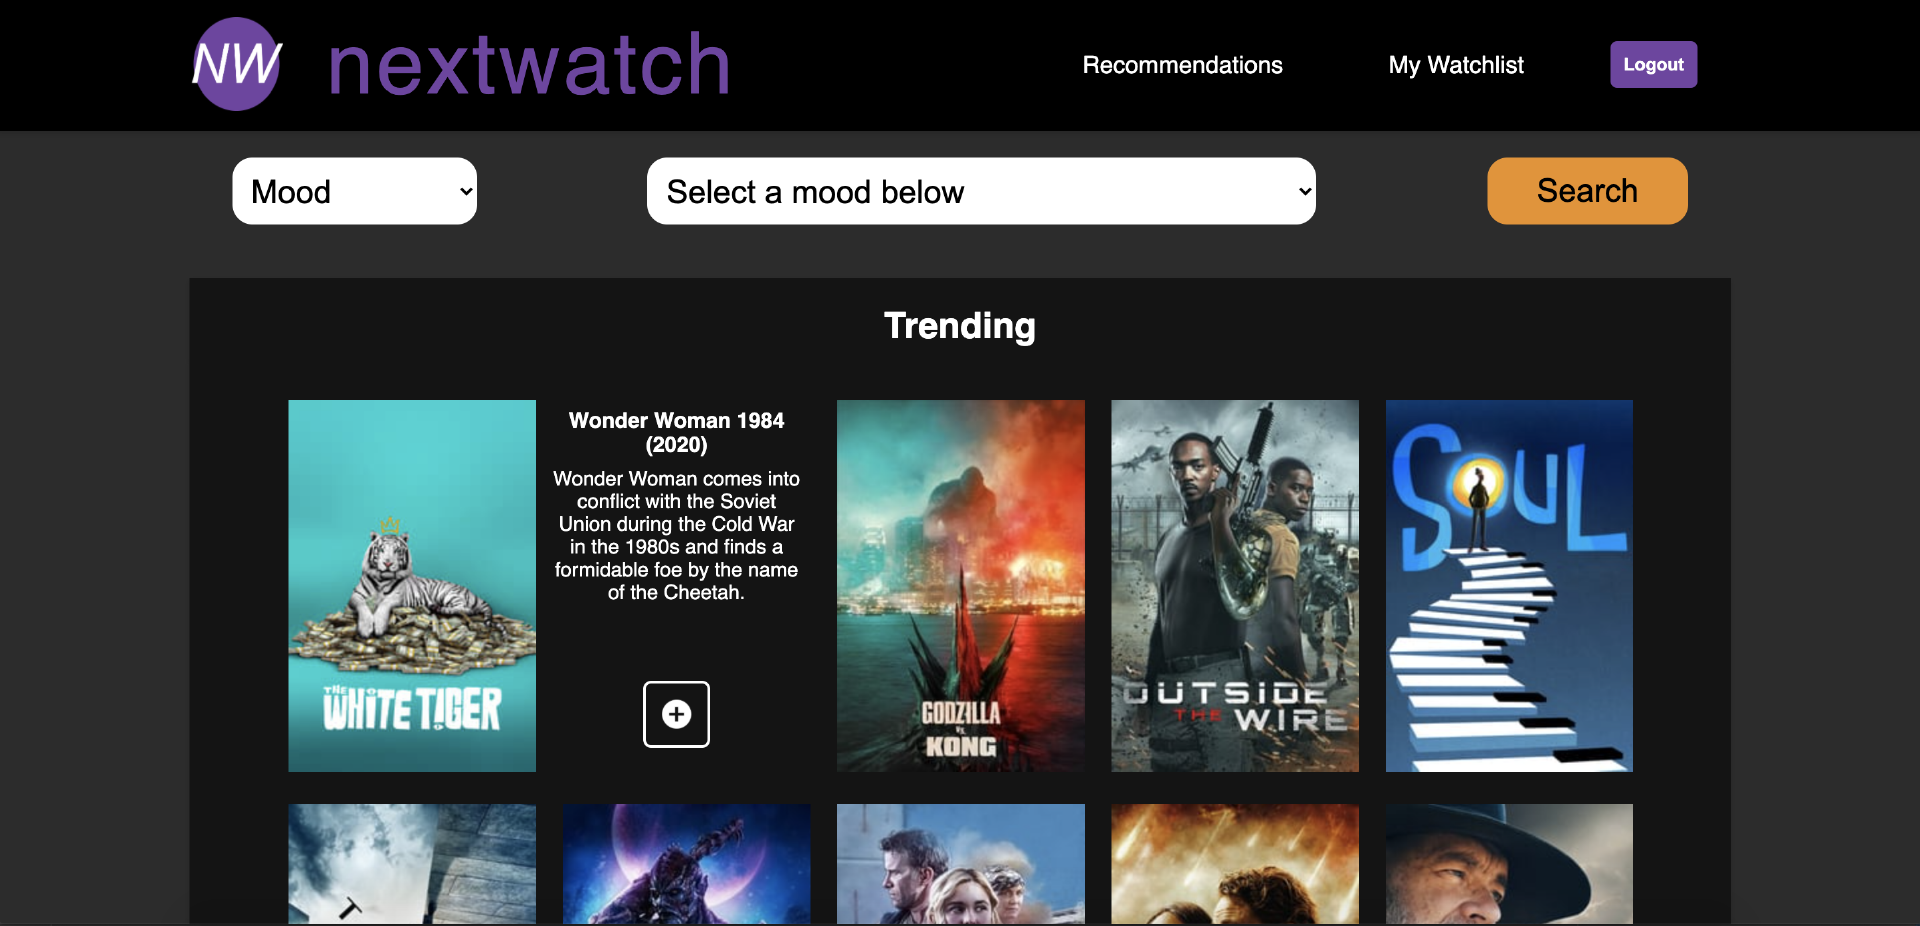 NW nextwatch Recommendations My Watchlist Logout
Mood Select a mood below Search
Trending
THE
WHITE TIGER
Wonder Woman 1984
(2020)
Wonder Woman comes into
conflict with the Soviet
Union during the Cold War
in the 1980s and finds a
formidable foe by the name
of the Cheetah.
GODZILLA
VS.
KONG
OUTSIDE
THE WIRE
SOUL